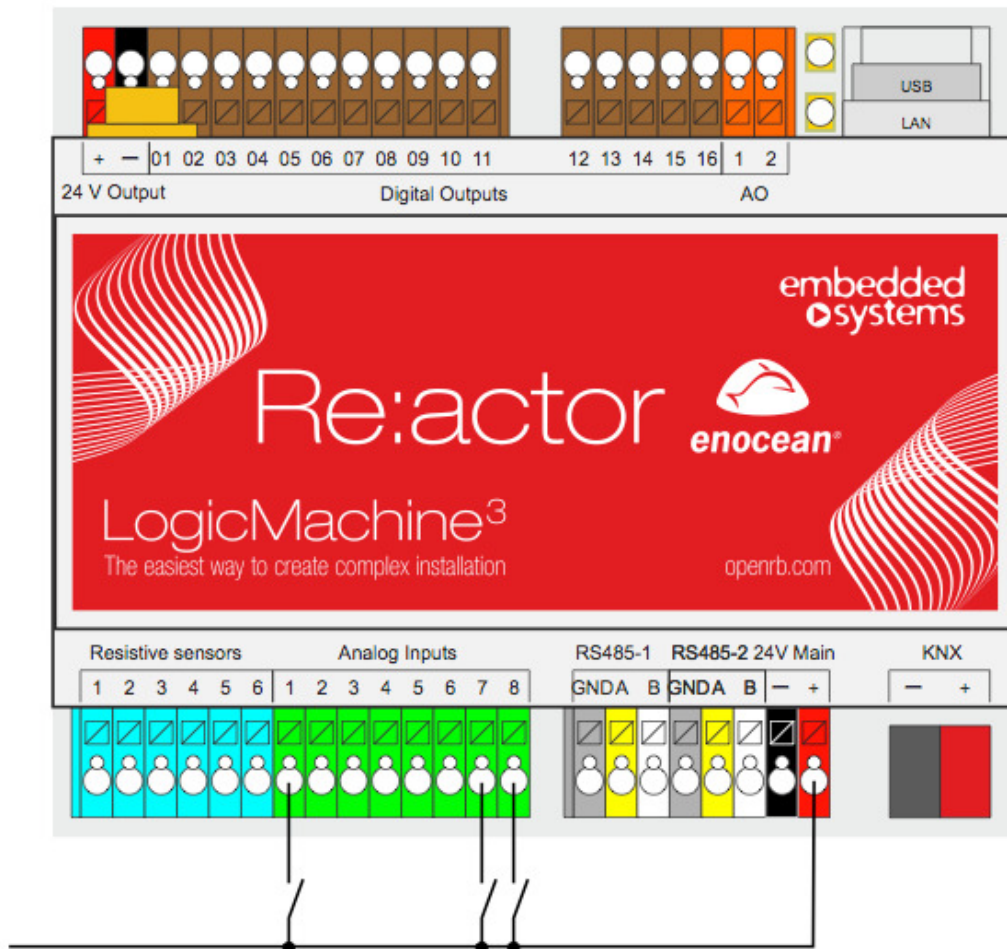 USB
LAN
+ — 01 02 03 04 05 06 07 08 09 10 11 12 13 14 15 16 1 2
24 V Output Digital Outputs AO
embedded
systems
Re:actor
enocean®
LogicMachine³
The easiest way to create complex installation openrb.com
Resistive sensors Analog Inputs RS485-1 RS485-2 24V Main KNX
1 2 3 4 5 6 1 2 3 4 5 6 7 8 GND A B GND A B — + — +